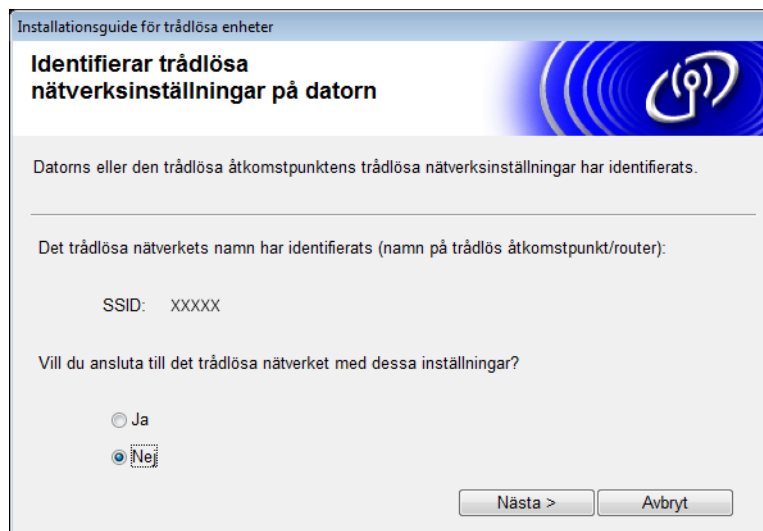 Installationsguide för trådlösa enheter
Identifierar trådlösa
nätverksinställningar på datorn
Datorns eller den trådlösa åtkomstpunktens trådlösa nätverksinställningar har identifierats.
Det trådlösa nätverkets namn har identifierats (namn på trådlös åtkomstpunkt/router):
SSID: XXXXX
Vill du ansluta till det trådlösa nätverket med dessa inställningar?
Ja
Nej
Nästa > Avbryt